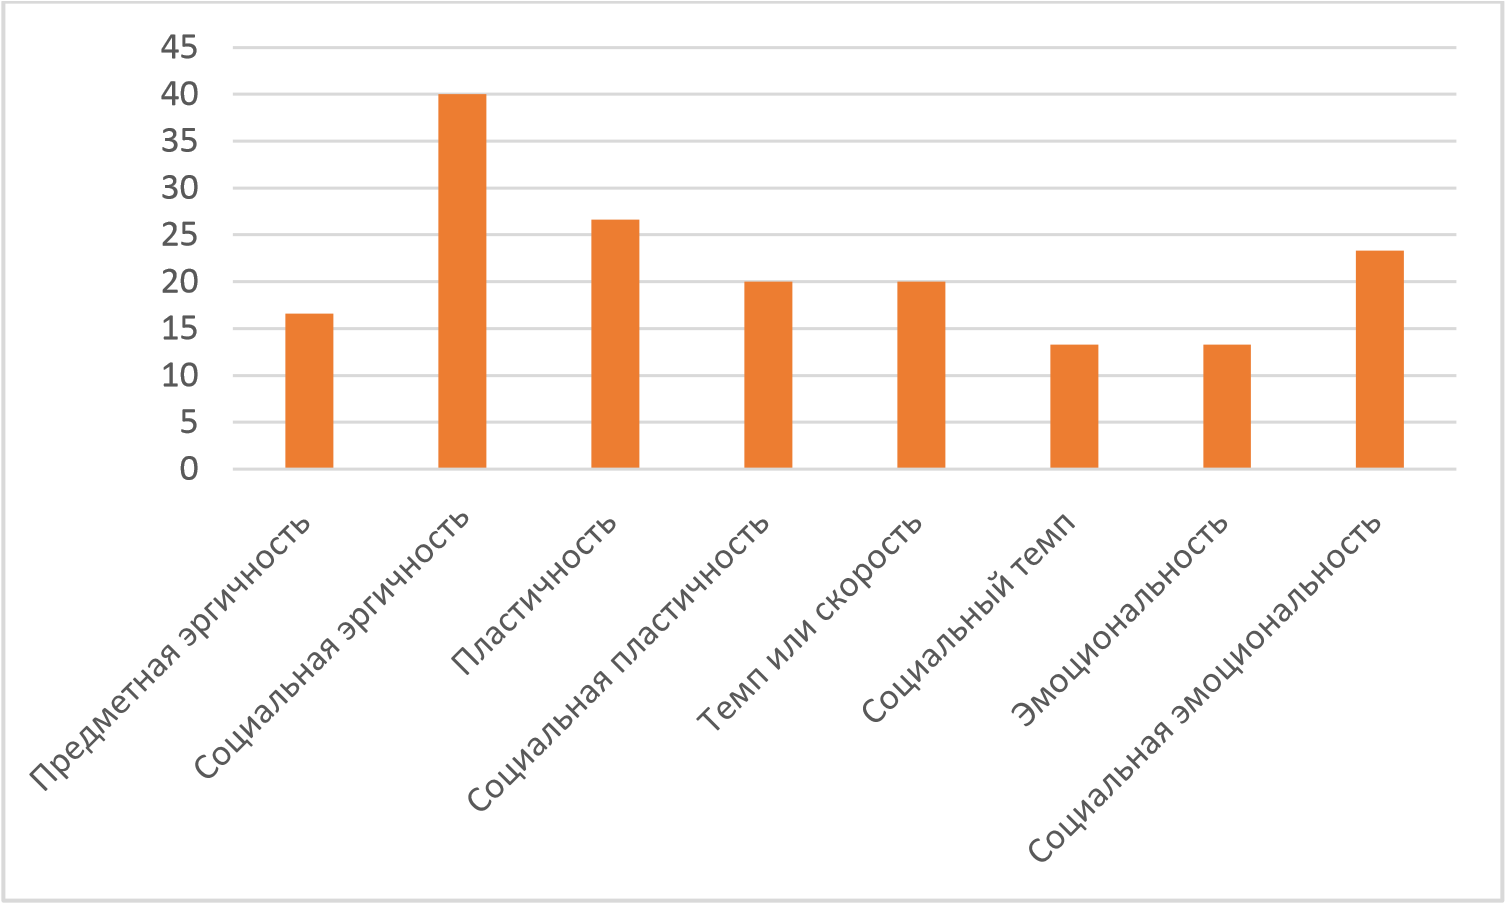 45
40
35
30
25
20
15
10
5
0
Предметная эргичность
Социальная эргичность
Пластичность
Социальная пластичность
Темп или скорость
Социальный темп
Эмоциональность
Социальная эмоциональность